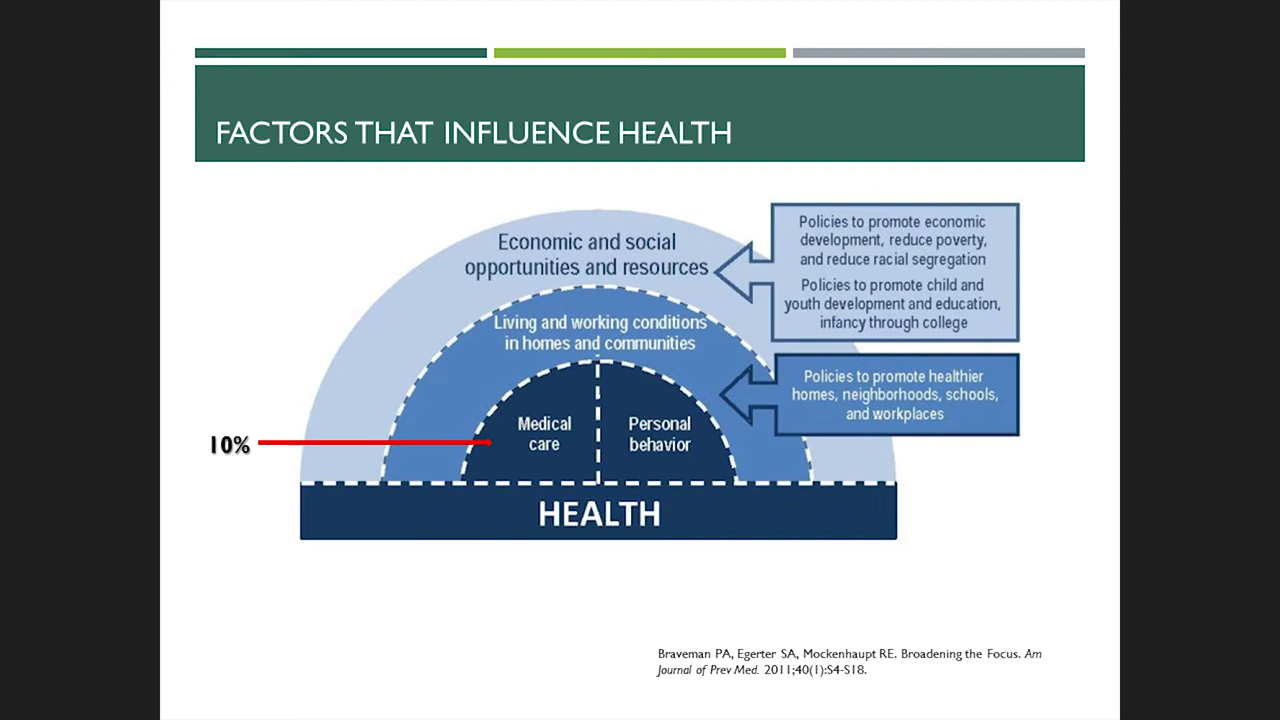 FACTORS THAT INFLUENCE HEALTH
Economic and social
opportunities and resources
Policies to promote economic
development, reduce poverty,
and reduce racial segregation
Policies to promote child and
youth development and education,
infancy through college
Living and working conditions
in homes and communities
Policies to promote healthier
homes, neighborhoods, schools,
and workplaces
10%
Medical
care
Personal
behavior
HEALTH
Braveman PA, Egerter SA, Mockenhaupt RE. Broadening the Focus. Am
Journal of Prev Med. 2011;40(1):S4-S18.